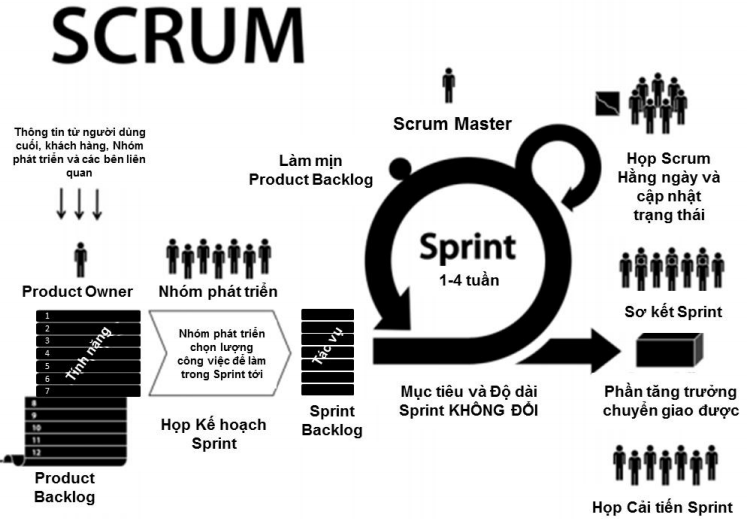 SCRUM
Thông tin từ người dùng
cuối, khách hàng, Nhóm
phát triển và các bên liên
quan
Product Owner
Nhóm phát triển
1
2
3
4
5
6
7
Tính năng
8
9
10
11
12
Product
Backlog
Nhóm phát triển
chọn lượng
công việc để làm
trong Sprint tới
Họp Kế hoạch
Sprint
Tác vụ
Sprint
Backlog
Làm mịn
Product Backlog
Scrum Master
Sprint
1-4 tuần
Mục tiêu và Độ dài
Sprint KHÔNG ĐỔI
Họp Scrum
Hằng ngày và
cập nhật
trạng thái
Sơ kết Sprint
Phần tăng trưởng
chuyển giao được
Họp Cải tiến Sprint